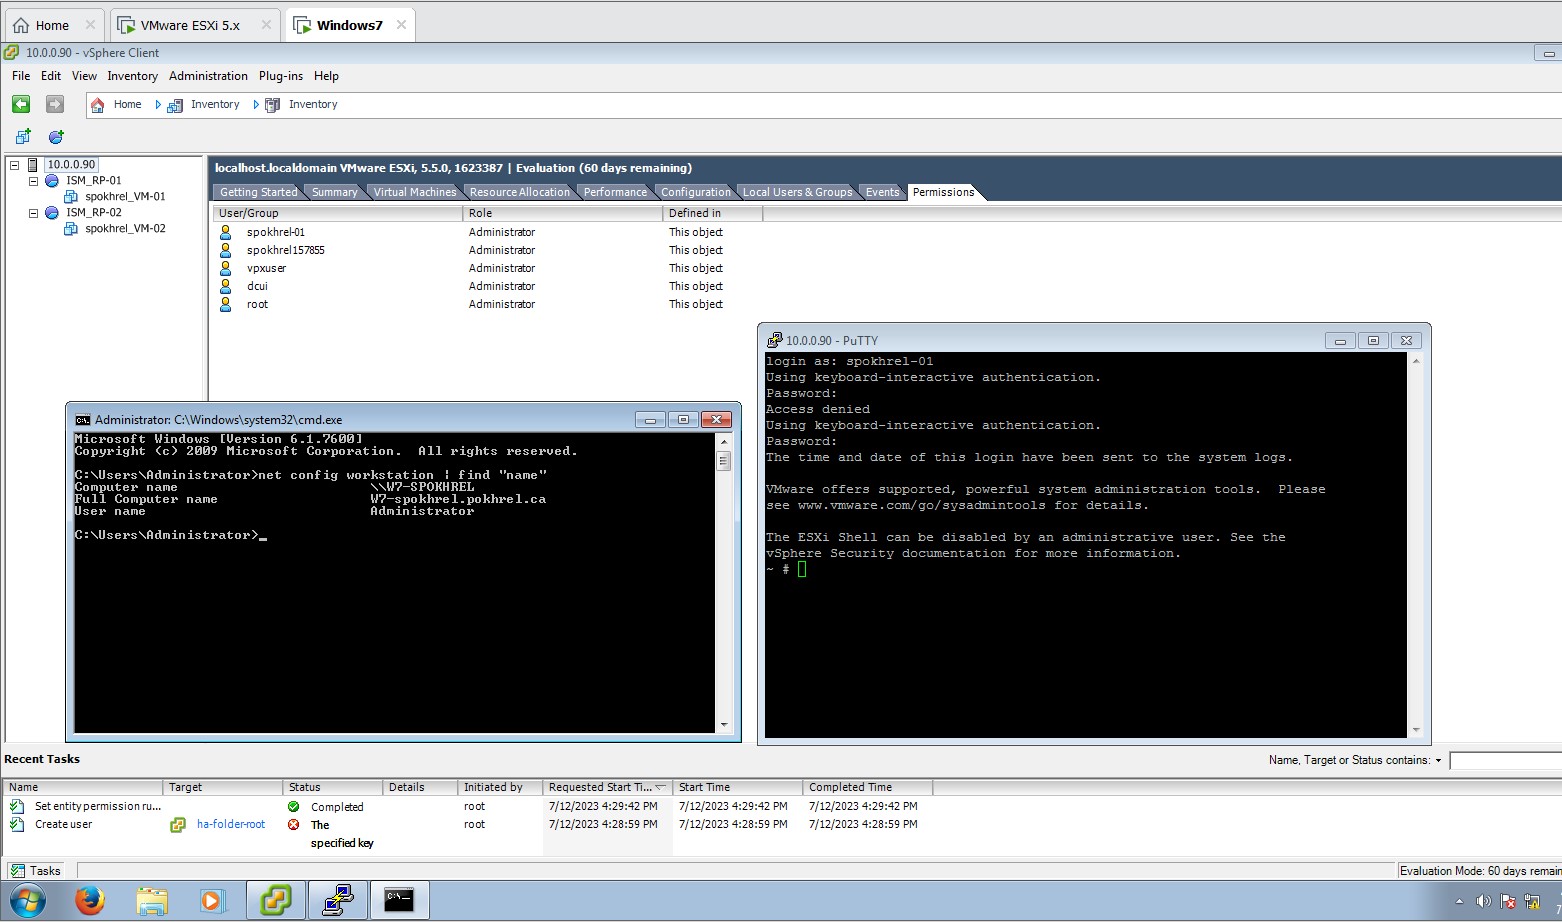 Home VMware ESXi 5.x Windows7
10.0.0.90 - vSphere Client
File Edit View Inventory Administration Plug-ins Help
Home Inventory Inventory
10.0.0.90
ISM_RP-01
spokhrel_VM-01
ISM_RP-02
spokhrel_VM-02
localhost.localdomain VMware ESXi, 5.5.0, 1623387 | Evaluation (60 days remaining)
Getting Started Summary Virtual Machines Resource Allocation Performance Configuration Local Users & Groups Events Permissions
User/Group Role Defined in
spokhrel-01 Administrator This object
spokhrel157855 Administrator This object
vpxuser Administrator This object
dcui Administrator This object
root Administrator This object
Administrator: C:\Windows\system32\cmd.exe
Microsoft Windows [Version 6.1.7600]
Copyright (c) 2009 Microsoft Corporation.  All rights reserved.
C:\Users\Administrator>net config workstation | find "name"
Computer name \\W7-SPOKHREL
Full Computer name W7-spokhrel.pokhrel.ca
User name Administrator
C:\Users\Administrator>_
10.0.0.90 - PuTTY
login as: spokhrel-01
Using keyboard-interactive authentication.
Password:
Access denied
Using keyboard-interactive authentication.
Password:
The time and date of this login have been sent to the system logs.
VMware offers supported, powerful system administration tools.  Please
see www.vmware.com/go/sysadmintools for details.
The ESXi Shell can be disabled by an administrative user. See the
vSphere Security documentation for more information.
~ #
Recent Tasks Name, Target or Status contains:
Name Target Status Details Initiated by Requested Start Ti... Start Time Completed Time
Set entity permission ru... Completed root 7/12/2023 4:29:42 PM 7/12/2023 4:29:42 PM 7/12/2023 4:29:42 PM
Create user ha-folder-root The root 7/12/2023 4:28:59 PM 7/12/2023 4:28:59 PM 7/12/2023 4:28:59 PM
specified key
Tasks Evaluation Mode: 60 days remain
C:\_